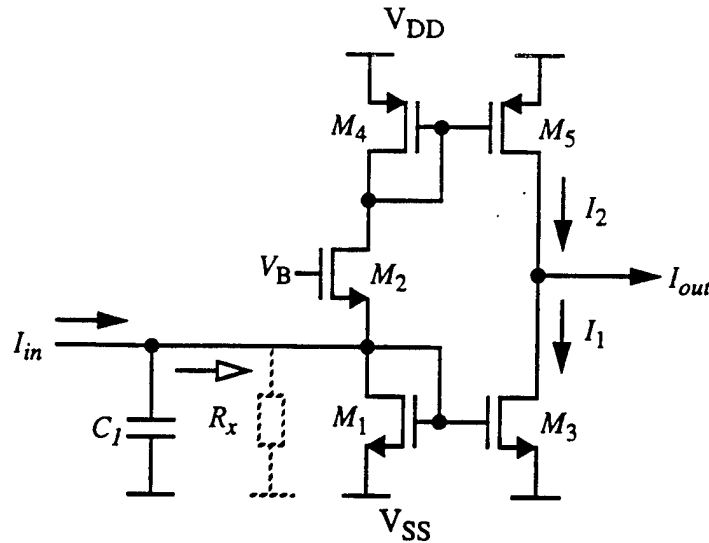 V_DD
M_4
M_5
I_2
V_B
M_2
I_out
I_in
I_1
C_1
R_x
M_1
M_3
V_SS